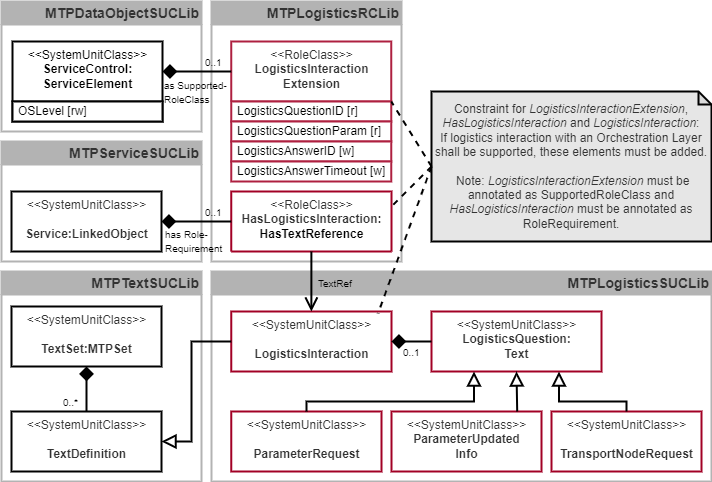 MTPDataObjectSUCLib
MTPLogisticsRCLib
<<SystemUnitClass>>
ServiceControl:
ServiceElement
OSLevel [rw]
0..1
as Supported-
RoleClass
<<RoleClass>>
LogisticsInteraction
Extension
LogisticsQuestionID [r]
LogisticsQuestionParam [r]
LogisticsAnswerID [w]
LogisticsAnswerTimeout [w]
Constraint for LogisticsInteractionExtension,
HasLogisticsInteraction and LogisticsInteraction:
If logistics interaction with an Orchestration Layer
shall be supported, these elements must be added.
Note: LogisticsInteractionExtension must be
annotated as SupportedRoleClass and
HasLogisticsInteraction must be annotated as
RoleRequirement.
MTPServiceSUCLib
<<SystemUnitClass>>
Service:LinkedObject
0..1
has Role-
Requirement
<<RoleClass>>
HasLogisticsInteraction:
HasTextReference
TextRef
MTPTextSUCLib
MTPLogisticsSUCLib
<<SystemUnitClass>>
TextSet:MTPSet
0..*
<<SystemUnitClass>>
TextDefinition
<<SystemUnitClass>>
LogisticsInteraction
0..1
<<SystemUnitClass>>
LogisticsQuestion:
Text
<<SystemUnitClass>>
ParameterRequest
<<SystemUnitClass>>
ParameterUpdated
Info
<<SystemUnitClass>>
TransportNodeRequest